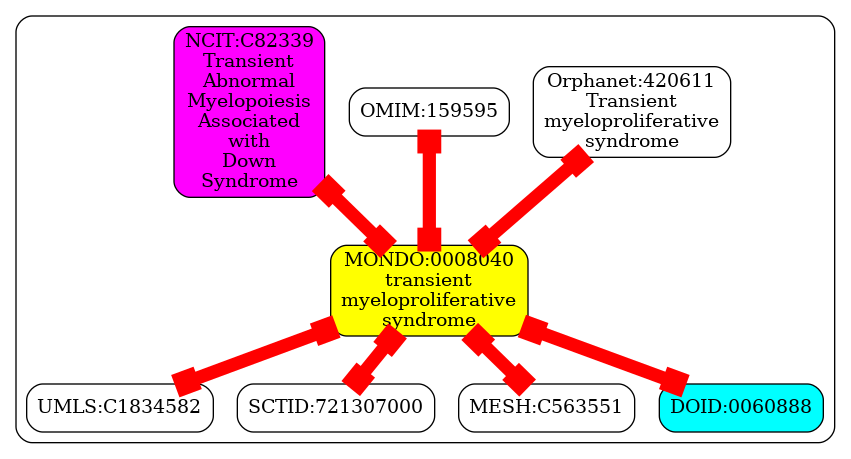 NCIT:C82339
Transient
Abnormal
Myelopoiesis
Associated
with
Down
Syndrome
OMIM:159595
Orphanet:420611
Transient
myeloproliferative
syndrome
MONDO:0008040
transient
myeloproliferative
syndrome
UMLS:C1834582
SCTID:721307000
MESH:C563551
DOID:0060888